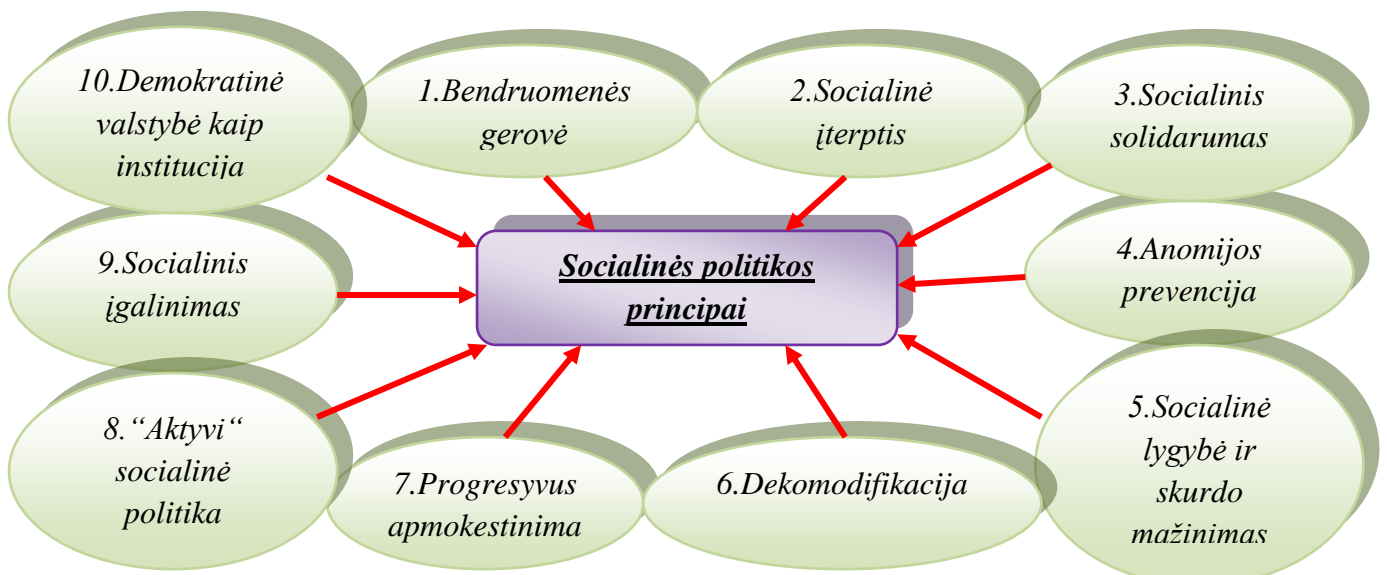 10.Demokratinė
valstybė kaip
institucija
1.Bendruomenės
gerovė
2.Socialinė
įterptis
3.Socialinis
solidarumas
Socialinės politikos
principai
4.Anomijos
prevencija
9.Socialinis
įgalinimas
5.Socialinė
lygybė ir
skurdo
mažinimas
8.“Aktyvi“
socialinė
politika
7.Progresyvus
apmokestinima
6.Dekomodifikacija